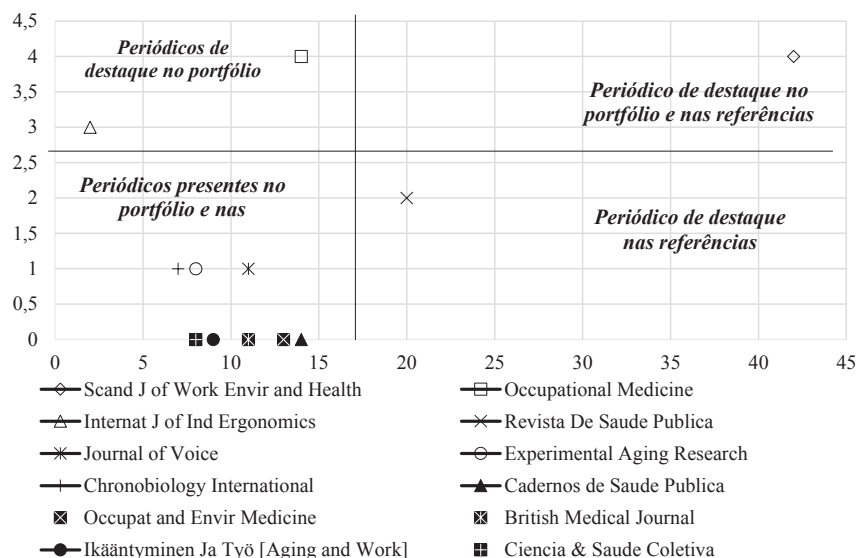 4,5
4
3,5
3
2,5
2
1,5
1
0,5
0
Periódicos de
destaque no portfólio
Periódico de destaque no
portfólio e nas referências
Periódicos presentes no
portfólio e nas
Periódico de destaque
nas referências
0 5 10 15 20 25 30 35 40 45
Scand J of Work Envir and Health
Occupational Medicine
Internat J of Ind Ergonomics
Revista De Saude Publica
Journal of Voice
Experimental Aging Research
Chronobiology International
Cadernos de Saude Publica
Occupat and Envir Medicine
British Medical Journal
Ikääntyminen Ja Työ [Aging and Work]
Ciencia & Saude Coletiva